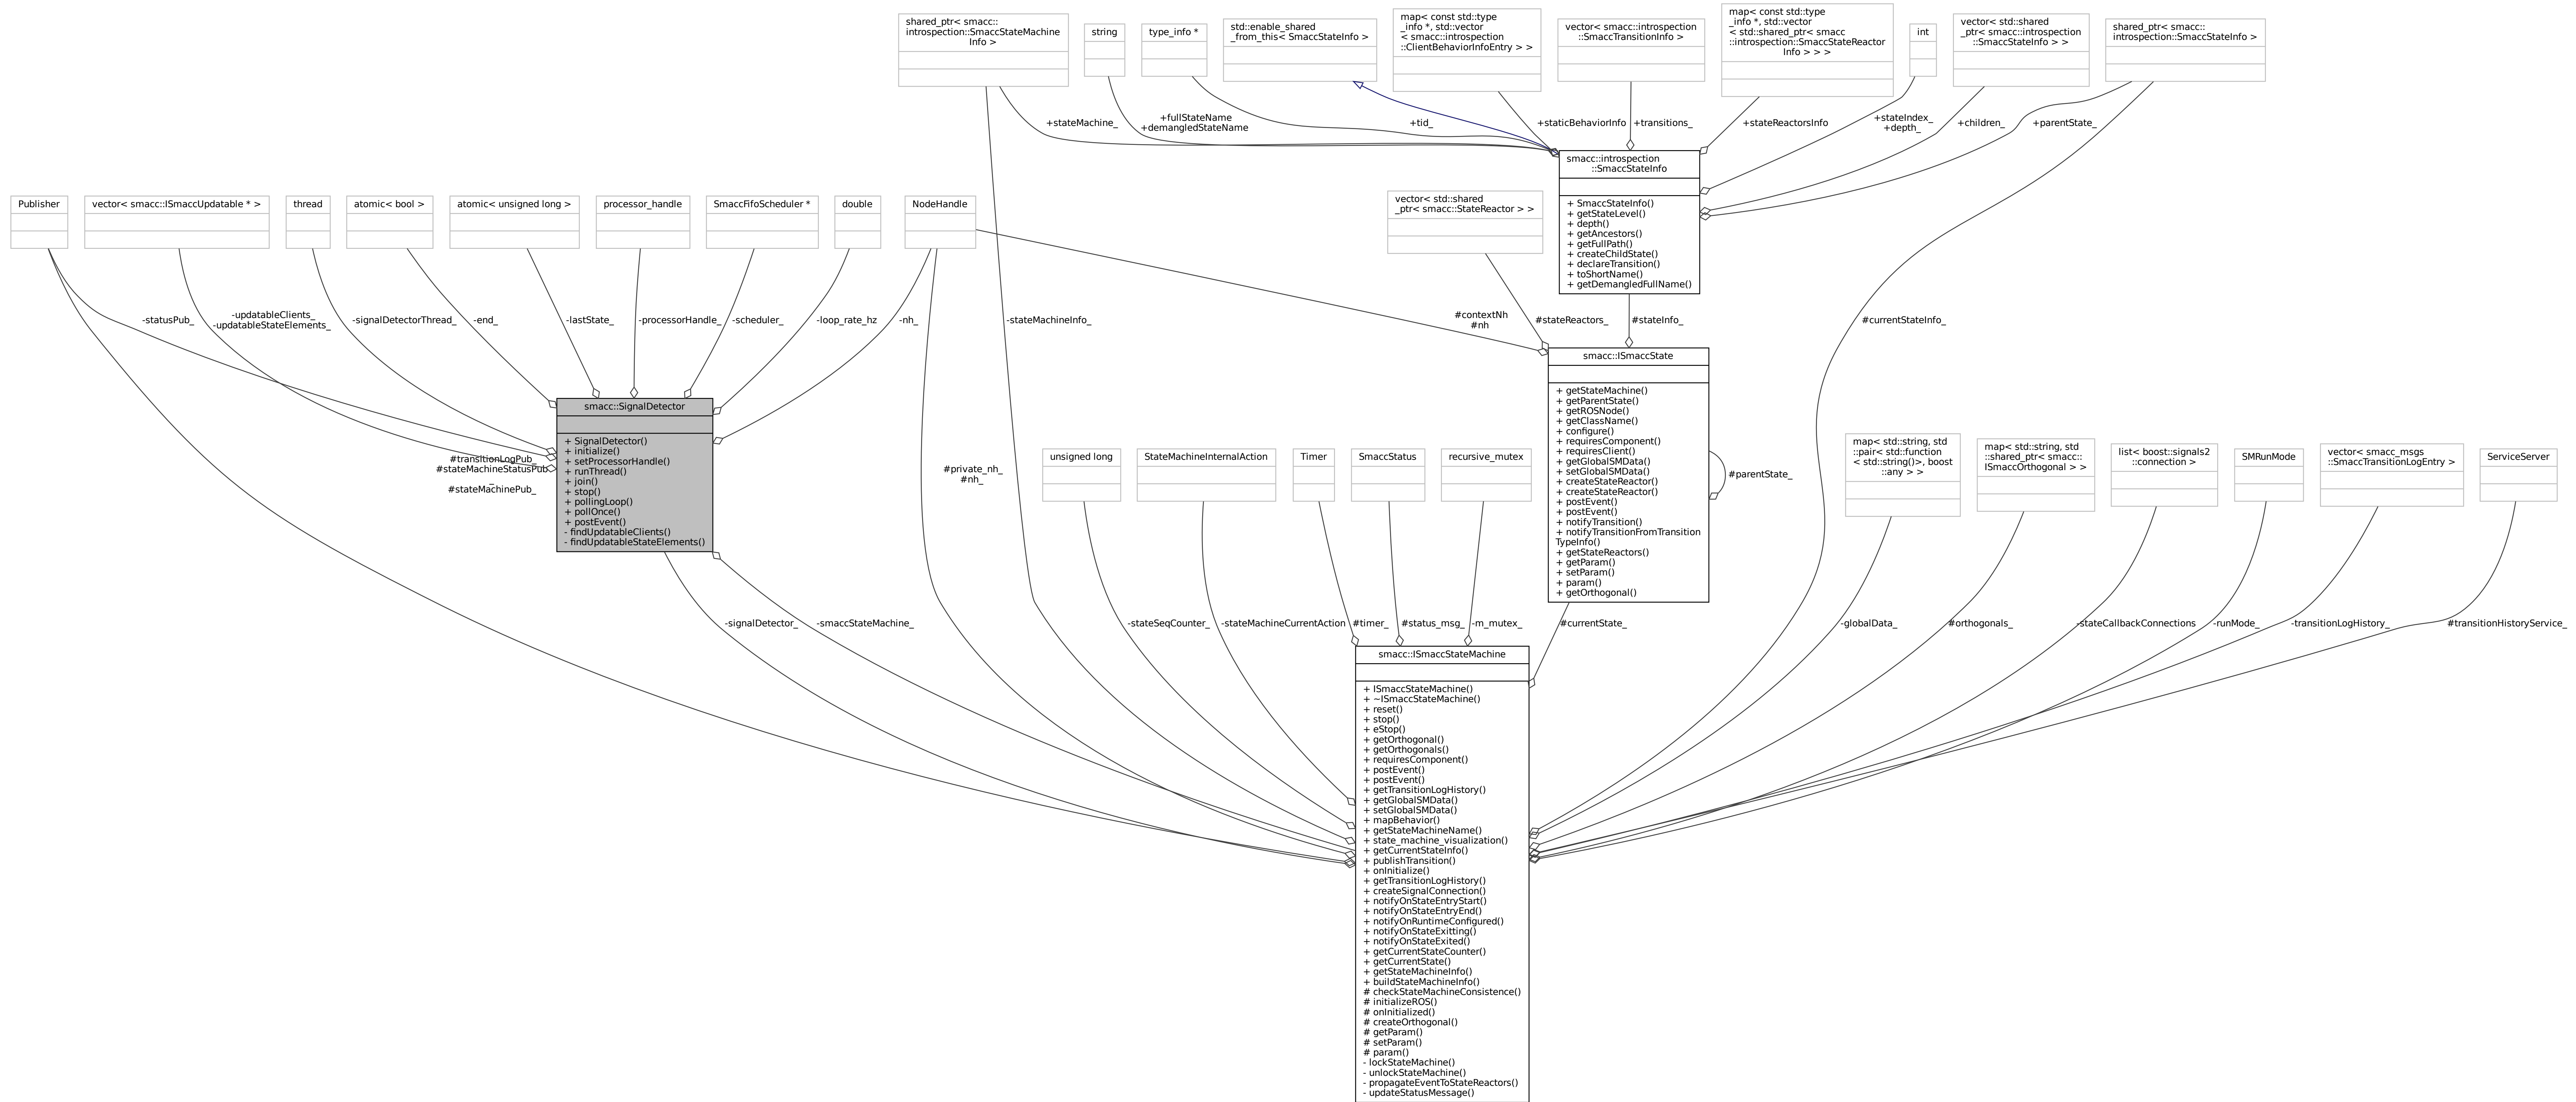 shared_ptr< smacc::
introspection::SmaccStateMachine
Info >
string
type_info *
std::enable_shared
_from_this< SmaccStateInfo >
map< const std::type
_info *, std::vector
< smacc::introspection
::ClientBehaviorInfoEntry > >
vector< smacc::introspection
::SmaccTransitionInfo >
map< const std::type
_info *, std::vector
< std::shared_ptr< smacc
::introspection::SmaccStateReactor
Info > > >
int
vector< std::shared
_ptr< smacc::introspection
::SmaccStateInfo > >
shared_ptr< smacc::
introspection::SmaccStateInfo >
+stateMachine_
+fullStateName
+demangledStateName
+tid_
+staticBehaviorInfo
+transitions_
+stateReactorsInfo
+stateIndex_
+depth_
+children_
+parentState_
smacc::introspection
::SmaccStateInfo
+ SmaccStateInfo()
+ getStateLevel()
+ depth()
+ getAncestors()
+ getFullPath()
+ createChildState()
+ declareTransition()
+ toShortName()
+ getDemangledFullName()
Publisher
vector< smacc::ISmaccUpdatable * >
thread
atomic< bool >
atomic< unsigned long >
processor_handle
SmaccFifoScheduler *
double
NodeHandle
vector< std::shared
_ptr< smacc::StateReactor > >
-statusPub_
-updatableClients_
-updatableStateElements_
-signalDetectorThread_
-end_
-lastState_
-processorHandle_
-scheduler_
-loop_rate_hz
-nh_
-stateMachineInfo_
#contextNh
#nh
#stateReactors_
#stateInfo_
#currentStateInfo_
smacc::SignalDetector
+ SignalDetector()
+ initialize()
+ setProcessorHandle()
+ runThread()
+ join()
+ stop()
+ pollingLoop()
+ pollOnce()
+ postEvent()
- findUpdatableClients()
- findUpdatableStateElements()
smacc::ISmaccState
+ getStateMachine()
+ getParentState()
+ getROSNode()
+ getClassName()
+ configure()
+ requiresComponent()
+ requiresClient()
+ getGlobalSMData()
+ setGlobalSMData()
+ createStateReactor()
+ createStateReactor()
+ postEvent()
+ postEvent()
+ notifyTransition()
+ notifyTransitionFromTransition
TypeInfo()
+ getStateReactors()
+ getParam()
+ setParam()
+ param()
+ getOrthogonal()
#parentState_
#transitionLogPub_
#stateMachineStatusPub
_
#stateMachinePub_
#private_nh_
#nh_
unsigned long
StateMachineInternalAction
Timer
SmaccStatus
recursive_mutex
map< std::string, std
::pair< std::function
< std::string()>, boost
::any > >
map< std::string, std
::shared_ptr< smacc::
ISmaccOrthogonal > >
list< boost::signals2
::connection >
SMRunMode
vector< smacc_msgs
::SmaccTransitionLogEntry >
ServiceServer
-signalDetector_
-smaccStateMachine_
-stateSeqCounter_
-stateMachineCurrentAction
#timer_
#status_msg_
-m_mutex_
#currentState_
-globalData_
#orthogonals_
-stateCallbackConnections
-runMode_
-transitionLogHistory_
#transitionHistoryService_
smacc::ISmaccStateMachine
+ ISmaccStateMachine()
+ ~ISmaccStateMachine()
+ reset()
+ stop()
+ eStop()
+ getOrthogonal()
+ getOrthogonals()
+ requiresComponent()
+ postEvent()
+ postEvent()
+ getTransitionLogHistory()
+ getGlobalSMData()
+ setGlobalSMData()
+ mapBehavior()
+ getStateMachineName()
+ state_machine_visualization()
+ getCurrentStateInfo()
+ publishTransition()
+ onInitialize()
+ getTransitionLogHistory()
+ createSignalConnection()
+ notifyOnStateEntryStart()
+ notifyOnStateEntryEnd()
+ notifyOnRuntimeConfigured()
+ notifyOnStateExitting()
+ notifyOnStateExited()
+ getCurrentStateCounter()
+ getCurrentState()
+ getStateMachineInfo()
+ buildStateMachineInfo()
# checkStateMachineConsistence()
# initializeROS()
# onInitialized()
# createOrthogonal()
# getParam()
# setParam()
# param()
- lockStateMachine()
- unlockStateMachine()
- propagateEventToStateReactors()
- updateStatusMessage()